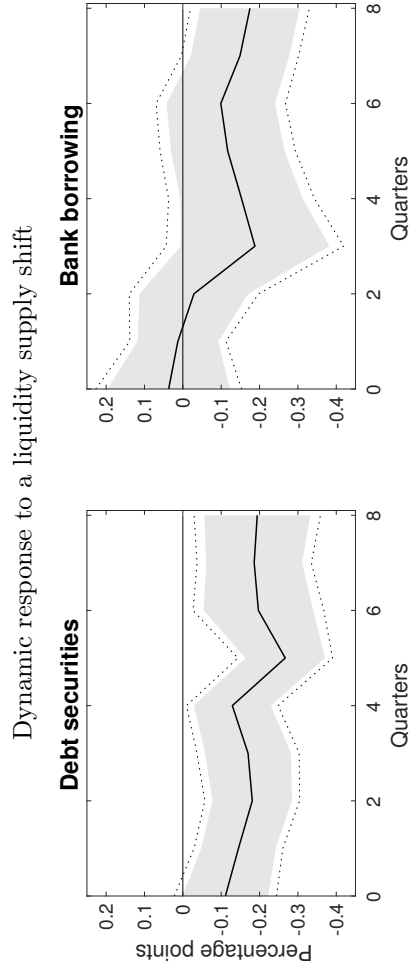 Dynamic response to a liquidity supply shift
Debt securities
Percentage points
0.2
0.1
0
-0.1
-0.2
-0.3
-0.4
0 2 4 6 8
Quarters
Bank borrowing
0.2
0.1
0
-0.1
-0.2
-0.3
-0.4
0 2 4 6 8
Quarters